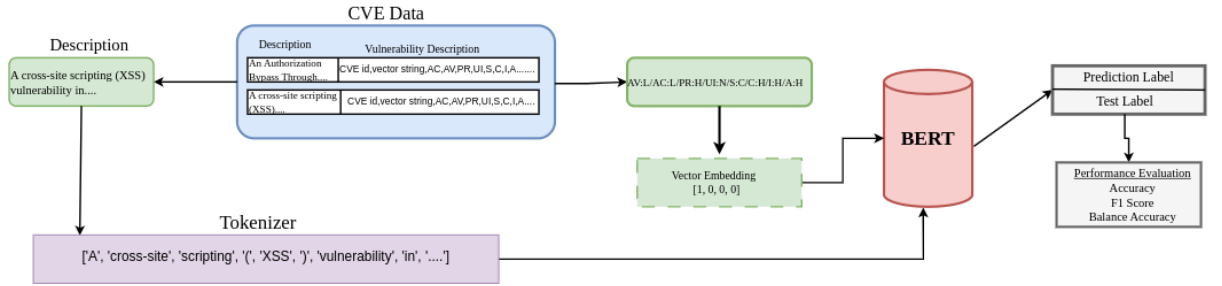 CVE Data
Description
Description
Vulnerability Description
An Authorization
Bypass Through....
CVE id,vector string,AC,AV,PR,UI,S,C,I,A.......
A cross-site scripting
(XSS)....
CVE id,vector string,AC,AV,PR,UI,S,C,I,A....
A cross-site scripting (XSS)
vulnerability in....
AV:L/AC:L/PR:H/UI:N/S:C/C:H/I:H/A:H
Vector Embedding
[1, 0, 0, 0]
BERT
Prediction Label
Test Label
Performance Evaluation
Accuracy
F1 Score
Balance Accuracy
Tokenizer
['A', 'cross-site', 'scripting', '(', 'XSS', ')', 'vulnerability', 'in', '....']